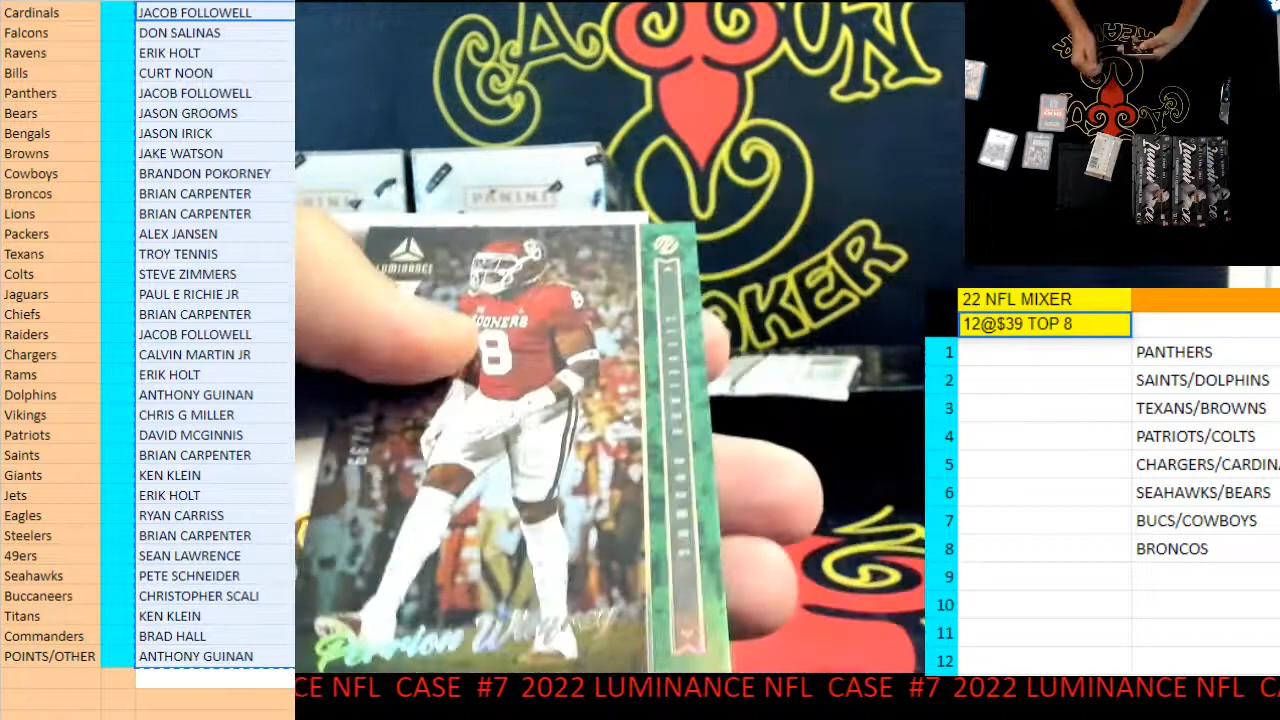 Cardinals JACOB FOLLOWELL
Falcons DON SALINAS
Ravens ERIK HOLT
Bills CURT NOON
Panthers JACOB FOLLOWELL
Bears JASON GROOMS
Bengals JASON IRICK
Browns JAKE WATSON
Cowboys BRANDON POKORNEY
Broncos BRIAN CARPENTER
Lions BRIAN CARPENTER
Packers ALEX JANSEN
Texans TROY TENNIS
Colts STEVE ZIMMERS
Jaguars PAUL E RICHIE JR
Chiefs BRIAN CARPENTER
Raiders JACOB FOLLOWELL
Chargers CALVIN MARTIN JR
Rams ERIK HOLT
Dolphins ANTHONY GUINAN
Vikings CHRIS G MILLER
Patriots DAVID MCGINNIS
Saints BRIAN CARPENTER
Giants KEN KLEIN
Jets ERIK HOLT
Eagles RYAN CARRISS
Steelers BRIAN CARPENTER
49ers SEAN LAWRENCE
Seahawks PETE SCHNEIDER
Buccaneers CHRISTOPHER SCALI
Titans KEN KLEIN
Commanders BRAD HALL
POINTS/OTHER ANTHONY GUINAN
PANINI
LUMINANCE
SOONERS
8
8
22 NFL MIXER
12@$39 TOP 8
1 PANTHERS
2 SAINTS/DOLPHINS
3 TEXANS/BROWNS
4 PATRIOTS/COLTS
5 CHARGERS/CARDINA
6 SEAHAWKS/BEARS
7 BUCS/COWBOYS
8 BRONCOS
9
10
11
12
CE NFL CASE #7 2022 LUMINANCE NFL CASE #7 2022 LUMINANCE NFL CA